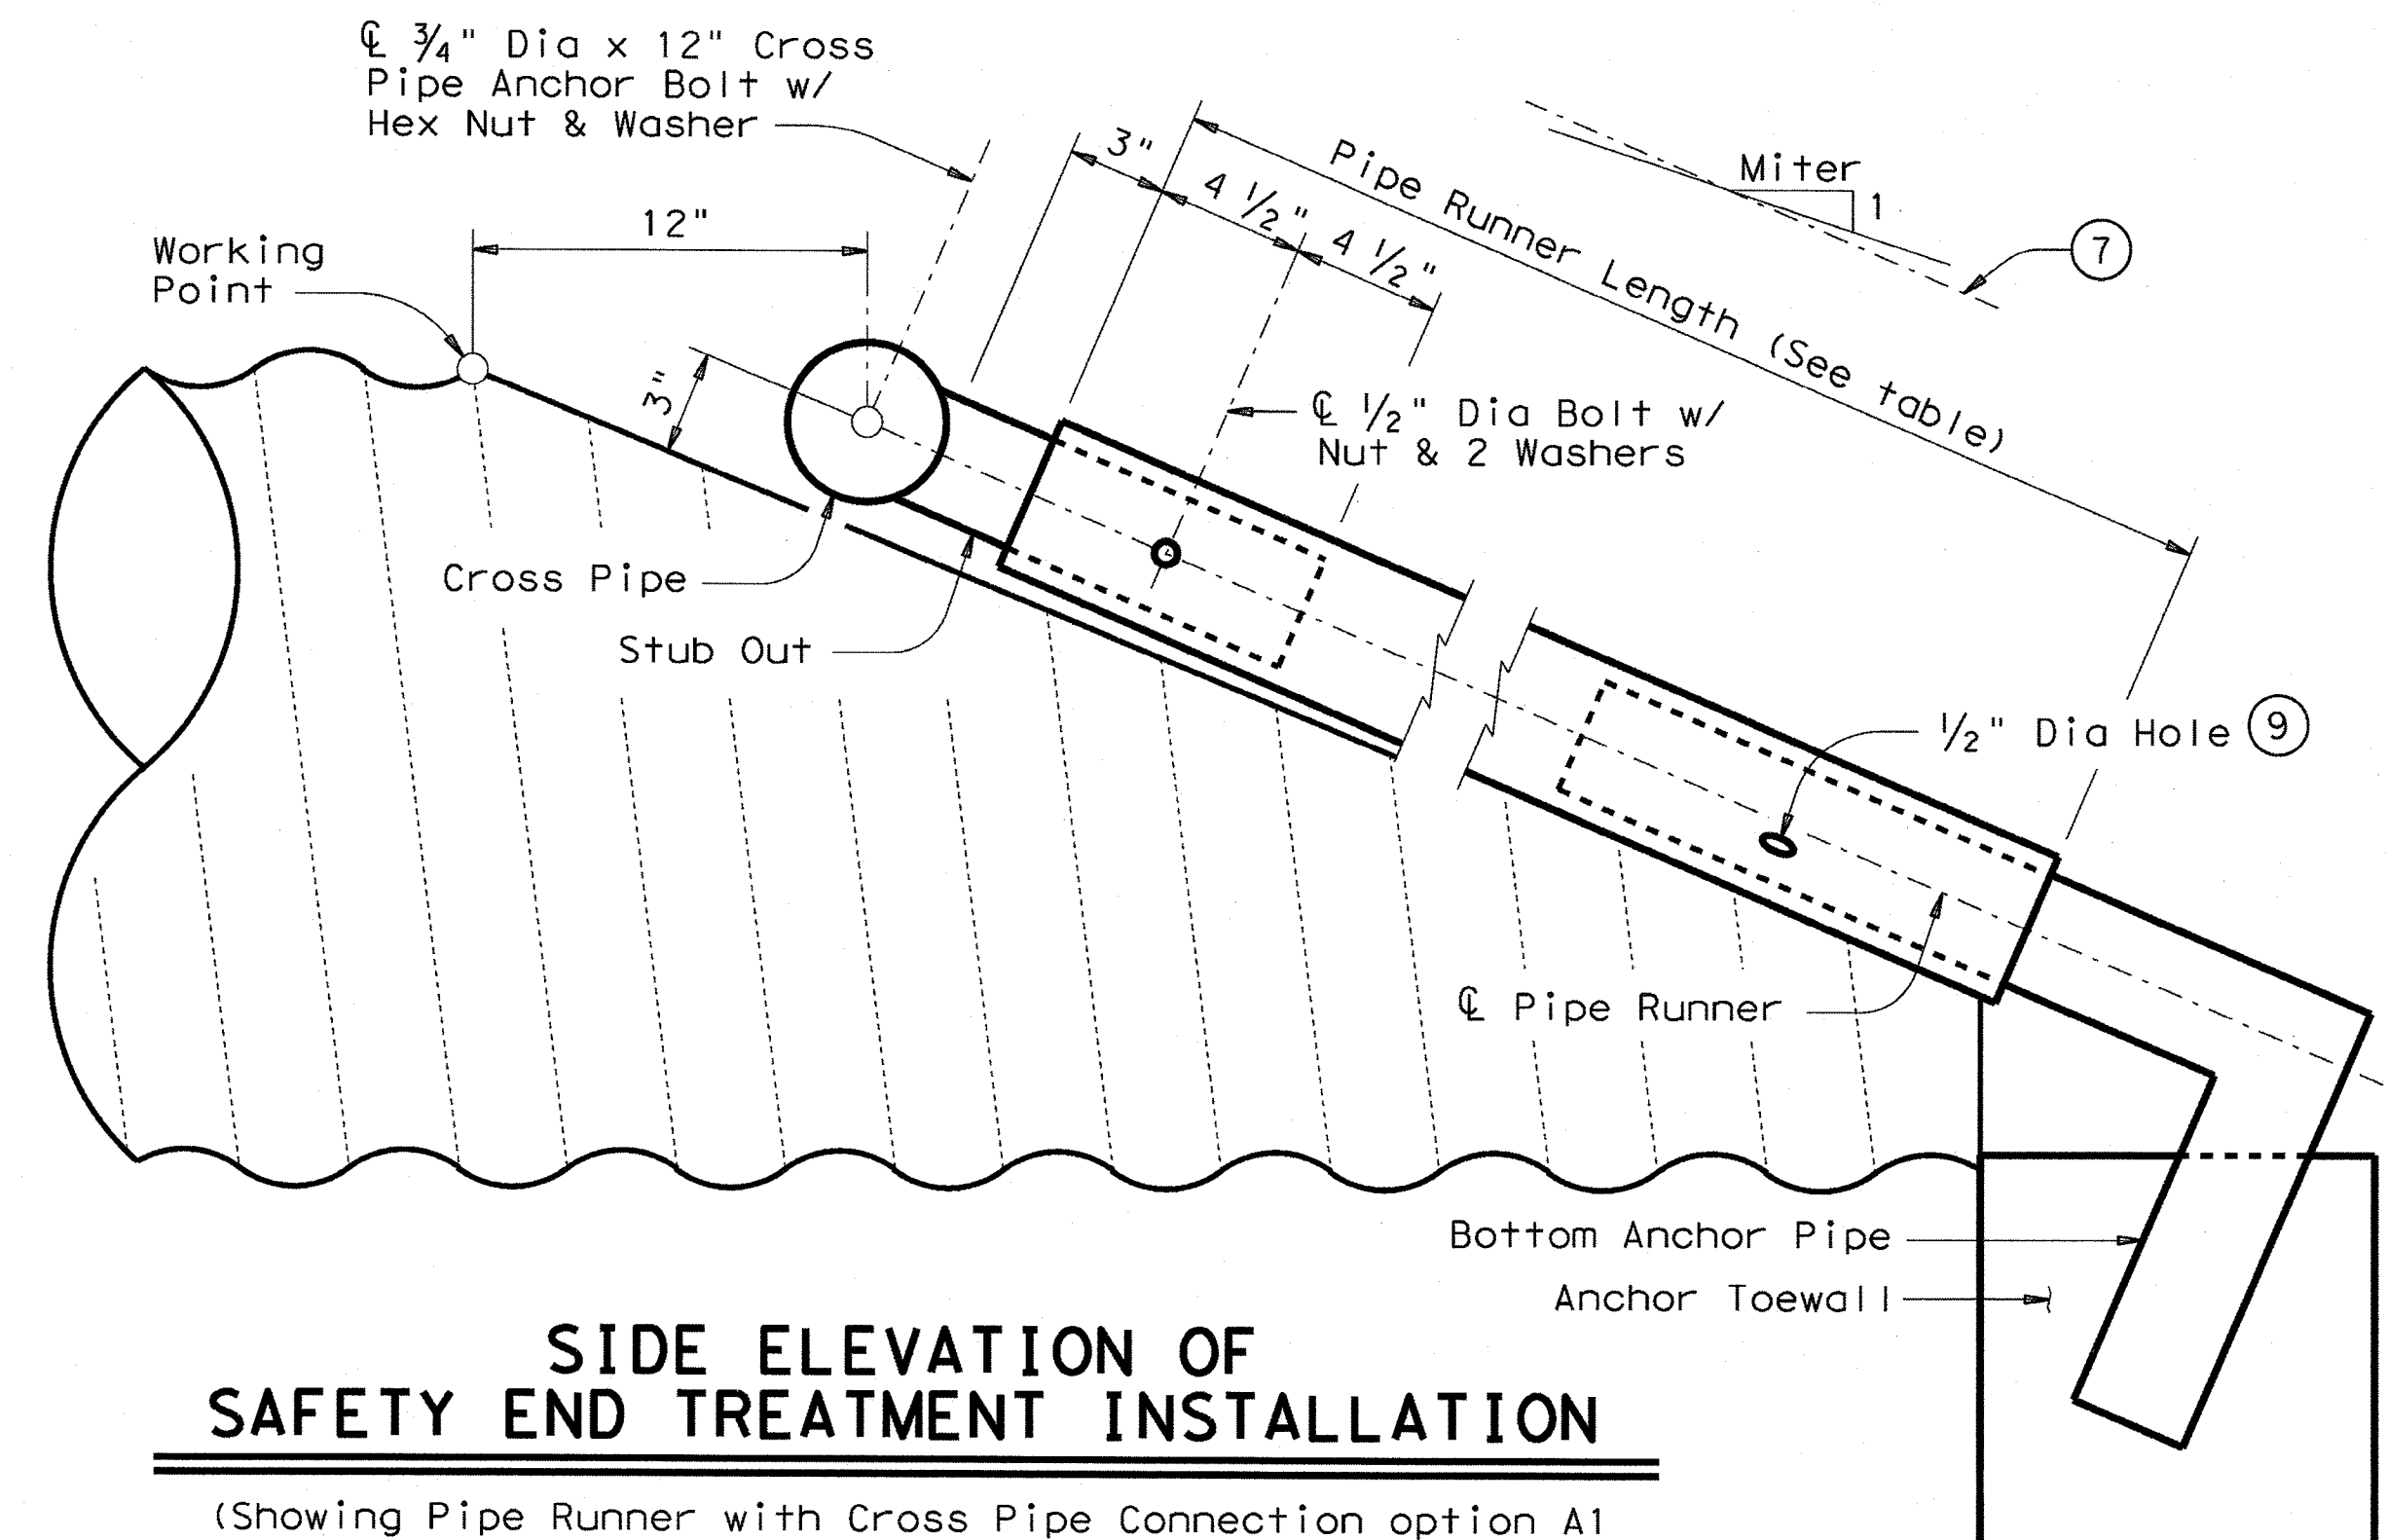 ℄ 3/4" Dia x 12" Cross
Pipe Anchor Bolt w/
Hex Nut & Washer
3"
4 1/2"
4 1/2"
Pipe Runner Length (See table)
Miter
1
7
12"
Working
Point
3"
℄ 1/2" Dia Bolt w/
Nut & 2 Washers
Cross Pipe
Stub Out
1/2" Dia Hole 9
℄ Pipe Runner
Bottom Anchor Pipe
Anchor Toewall
SIDE ELEVATION OF
SAFETY END TREATMENT INSTALLATION
(Showing Pipe Runner with Cross Pipe Connection option A1